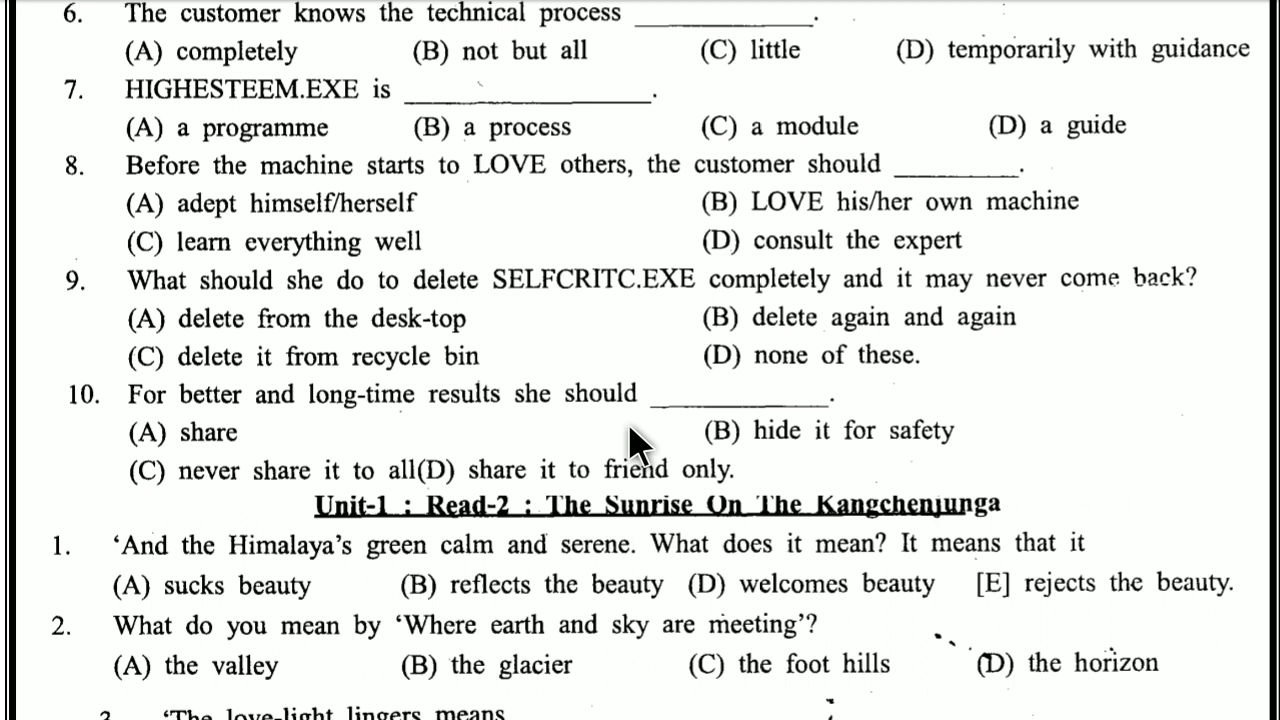 6. The customer knows the technical process ____________.
(A) completely (B) not but all (C) little (D) temporarily with guidance
7. HIGHESTEEM.EXE is ________________.
(A) a programme (B) a process (C) a module (D) a guide
8. Before the machine starts to LOVE others, the customer should ________.
(A) adept himself/herself (B) LOVE his/her own machine
(C) learn everything well (D) consult the expert
9. What should she do to delete SELFCRITC.EXE completely and it may never come back?
(A) delete from the desk-top (B) delete again and again
(C) delete it from recycle bin (D) none of these.
10. For better and long-time results she should ____________.
(A) share (B) hide it for safety
(C) never share it to all(D) share it to friend only.
Unit-1 : Read-2 : The Sunrise On The Kangchenjunga
1. ‘And the Himalaya’s green calm and serene. What does it mean? It means that it
(A) sucks beauty (B) reflects the beauty (D) welcomes beauty [E] rejects the beauty.
2. What do you mean by ‘Where earth and sky are meeting’?
(A) the valley (B) the glacier (C) the foot hills (D) the horizon
3. ‘The love-light lingers means